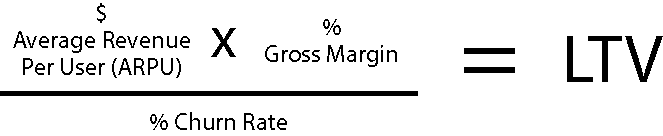 $
Average Revenue
Per User (ARPU)
X
%
Gross Margin
% Churn Rate
= LTV